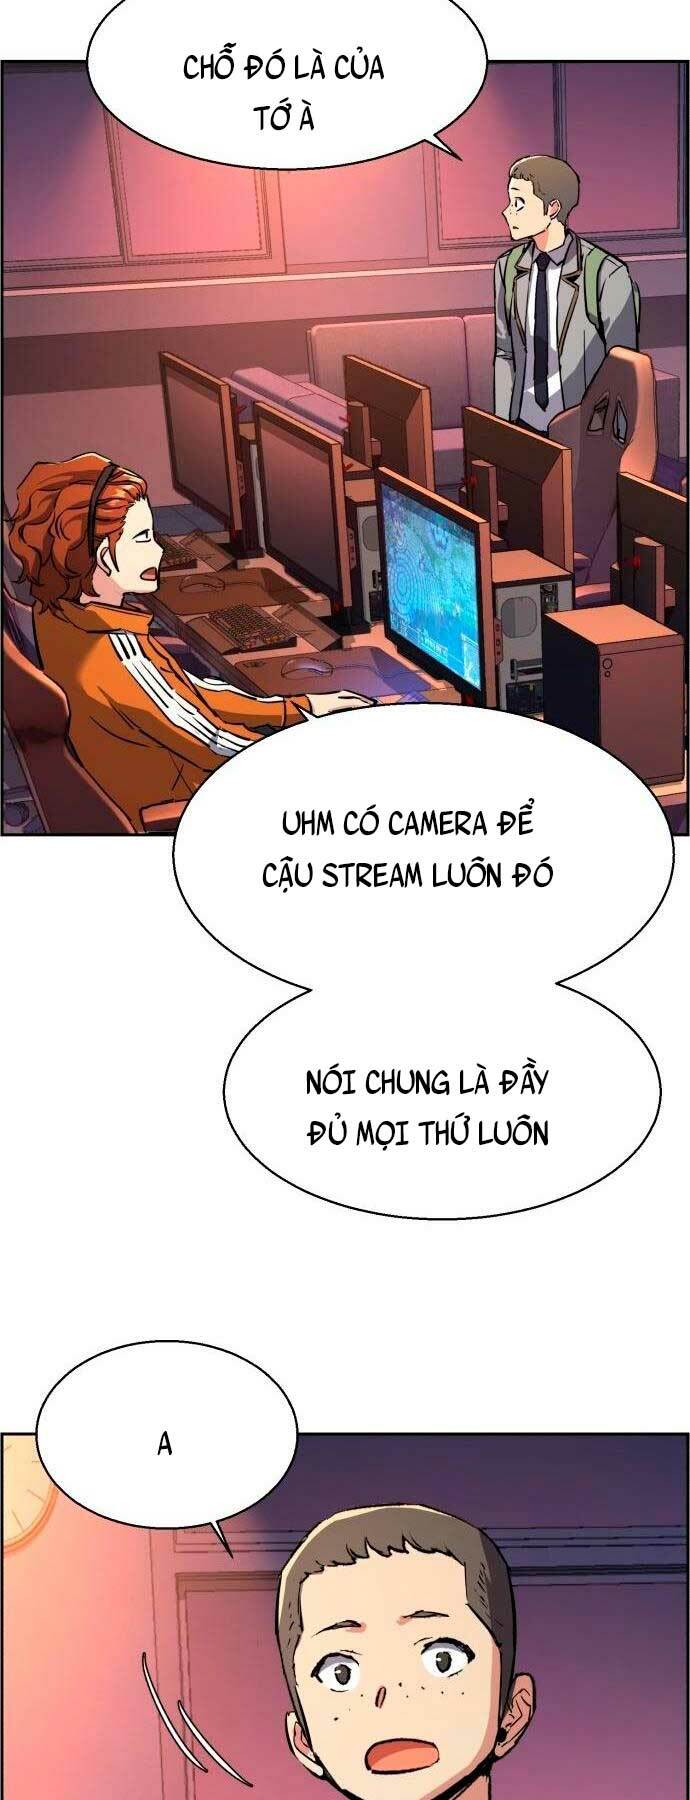 CHỖ ĐÓ LÀ CỦA
TỚ À
UHM CÓ CAMERA ĐỂ
CẬU STREAM LUÔN ĐÓ
NÓI CHUNG LÀ ĐẦY
ĐỦ MỌI THỨ LUÔN
A